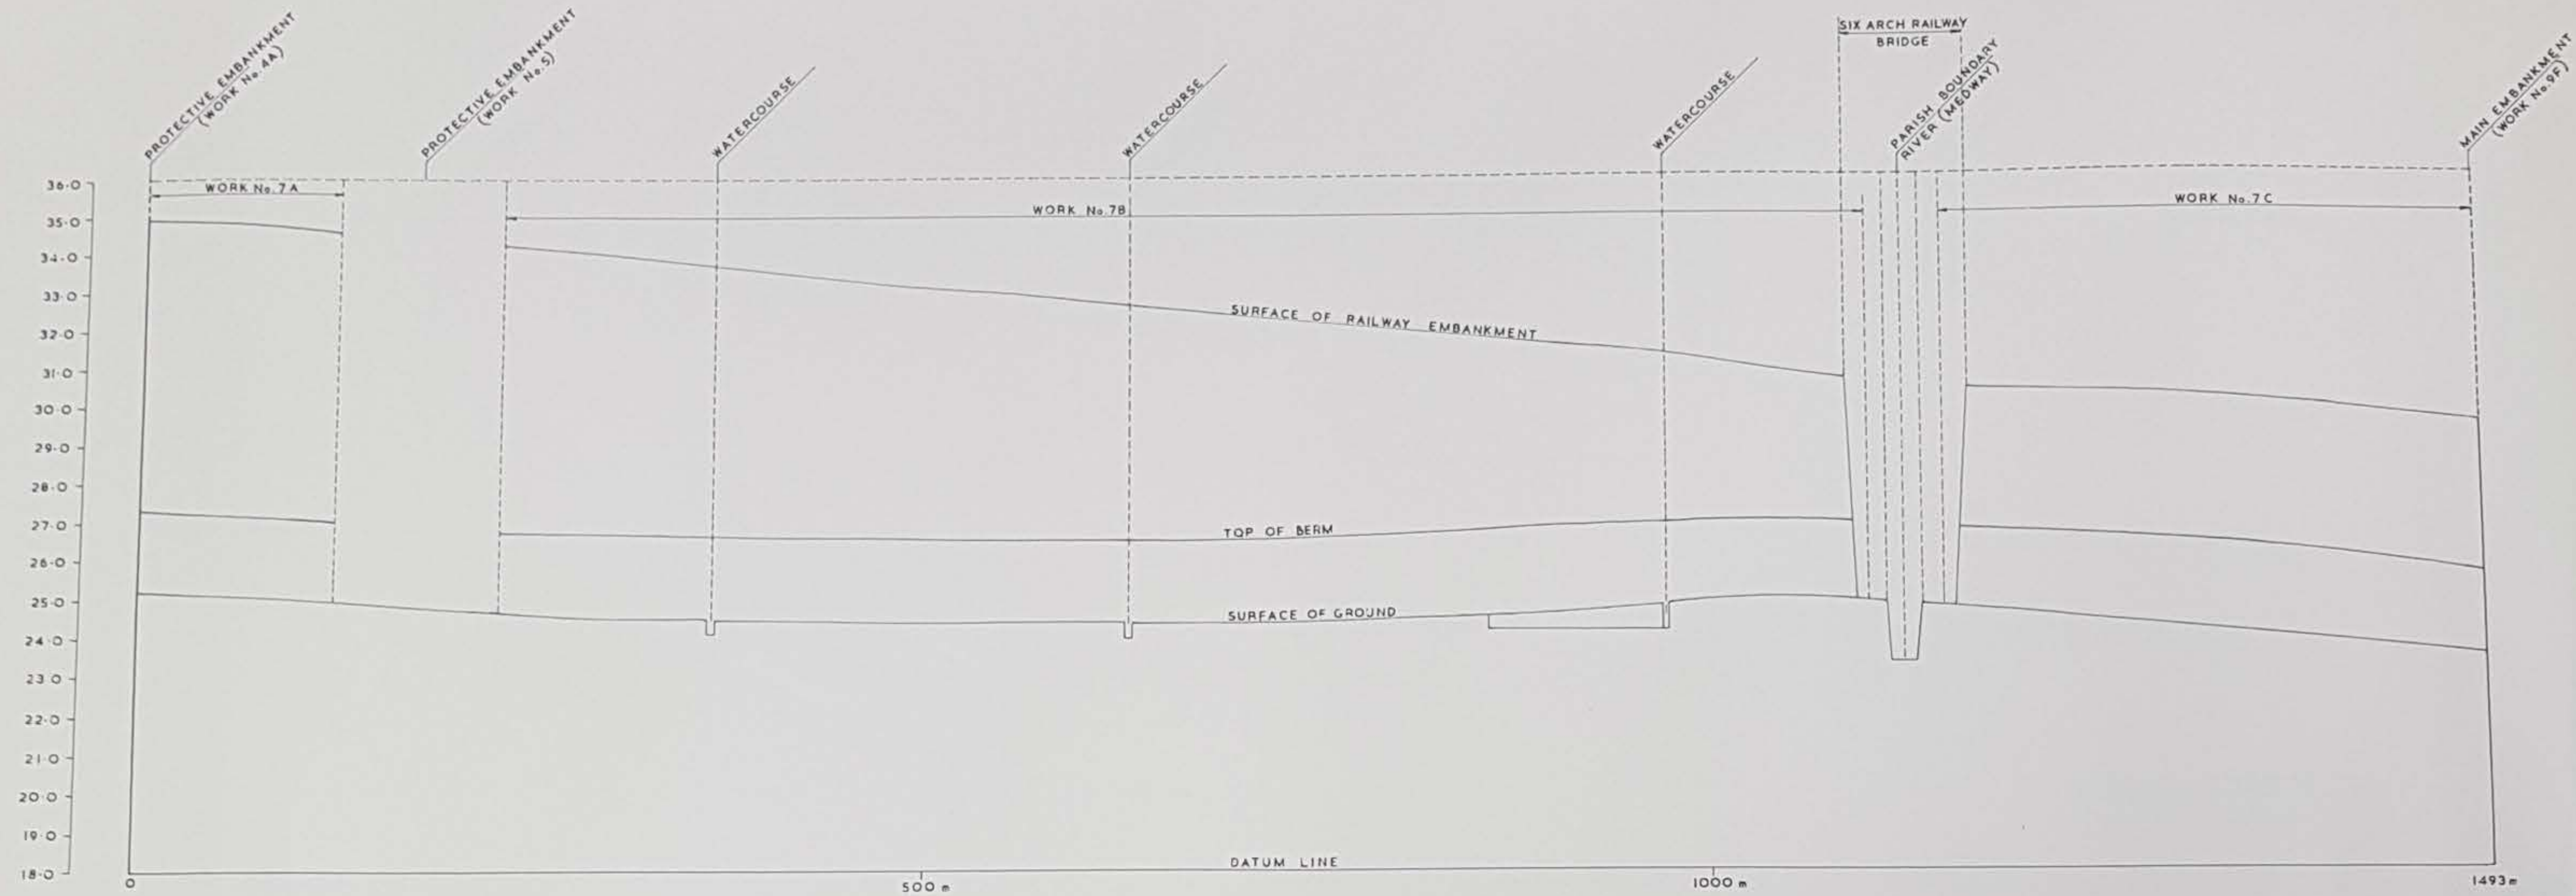 PROTECTIVE EMBANKMENT
(WORK No. 4A)
PROTECTIVE EMBANKMENT
(WORK No. 5)
WATERCOURSE
WATERCOURSE
WATERCOURSE
SIX ARCH RAILWAY
BRIDGE
PARISH BOUNDARY
RIVER (MEDWAY)
MAIN EMBANKMENT
(WORK No. 9F)
WORK No. 7A
WORK No. 7B
WORK No. 7C
36·0
35·0
34·0
33·0
32·0
31·0
30·0
29·0
28·0
27·0
26·0
25·0
24·0
23 0
22·0
21·0
20·0
19·0
18·0
SURFACE OF RAILWAY EMBANKMENT
TOP OF BERM
SURFACE OF GROUND
DATUM LINE
0
500 m
1000 m
1493m